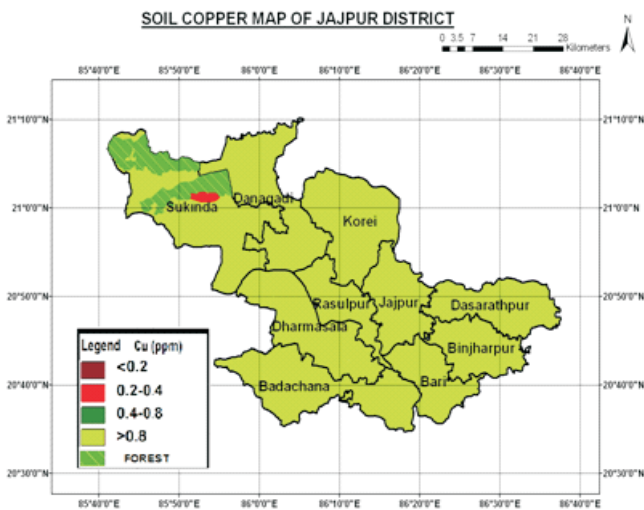 SOIL COPPER MAP OF JAJPUR DISTRICT
N
0 3.5 7 14 21 28
Kilometers
85°40'0"E 85°50'0"E 86°0'0"E 86°10'0"E 86°20'0"E 86°30'0"E 86°40'0"E
21°10'0"N 21°10'0"N
Sukinda Danagadi
21°0'0"N 21°0'0"N
Korei
20°50'0"N 20°50'0"N
Rasulpur Jajpur Dasarathpur
Dharmasala
Binjharpur
Badachana Bari
20°40'0"N 20°40'0"N
Legend Cu (ppm)
<0.2
0.2-0.4
0.4-0.8
>0.8
FOREST
20°30'0"N 20°30'0"N
85°40'0"E 85°50'0"E 86°0'0"E 86°10'0"E 86°20'0"E 86°30'0"E 86°40'0"E